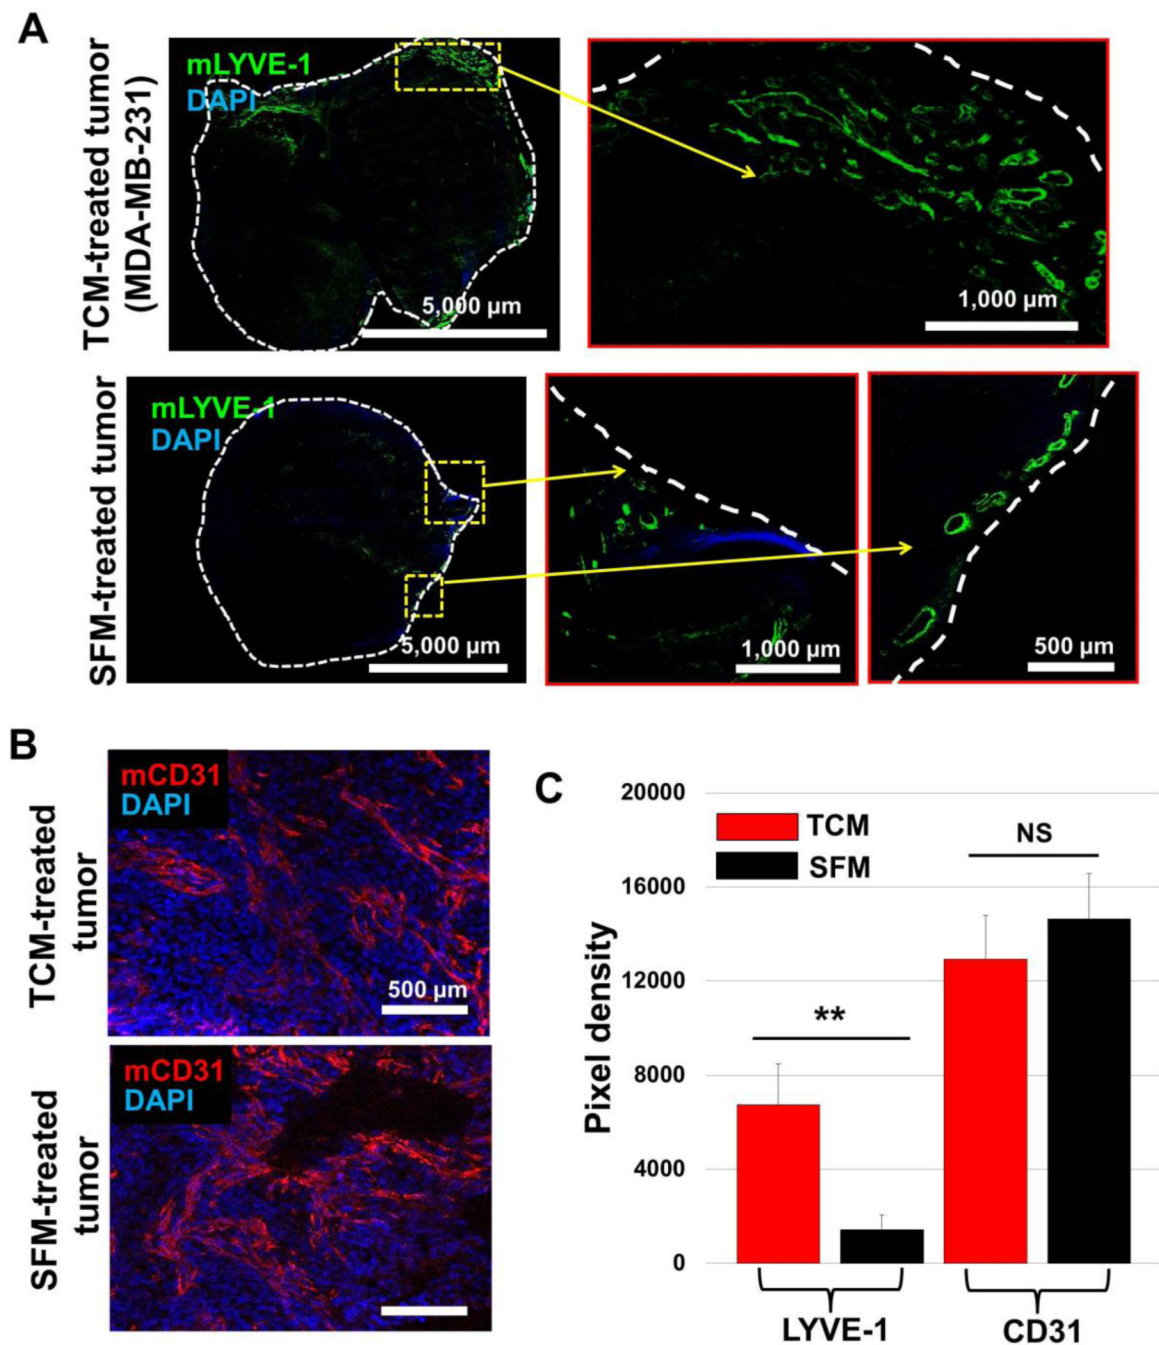 A
TCM-treated tumor
(MDA-MB-231)
mLYVE-1
DAPI
5,000 µm
1,000 µm
SFM-treated tumor
mLYVE-1
DAPI
5,000 µm
1,000 µm
500 µm
B
TCM-treated
tumor
mCD31
DAPI
500 µm
SFM-treated
tumor
mCD31
DAPI
C
Pixel density
20000
16000
12000
8000
4000
0
TCM
SFM
**
NS
LYVE-1
CD31